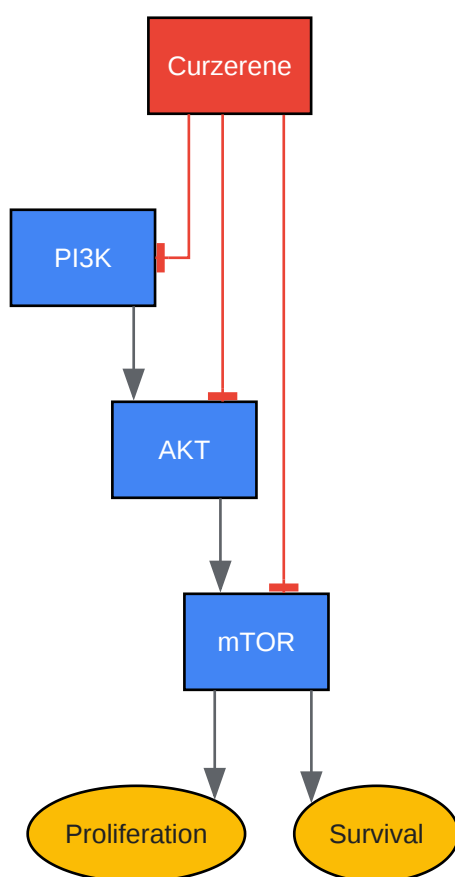 Curzerene
PI3K
AKT
mTOR
Proliferation
Survival